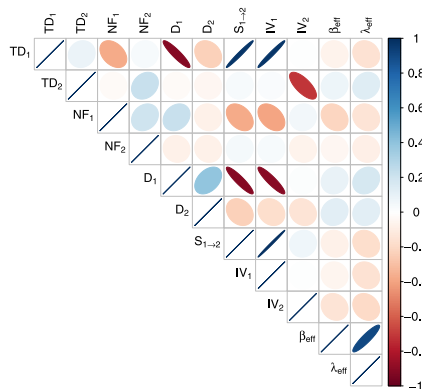 TD₁ TD₂ NF₁ NF₂ D₁ D₂ S₁→₂ IV₁ IV₂ βeff λeff
TD₁
TD₂
NF₁
NF₂
D₁
D₂
S₁→₂
IV₁
IV₂
βeff
λeff
1
0.8
0.6
0.4
0.2
0
−0.
−0.
−0.
−0.
−1